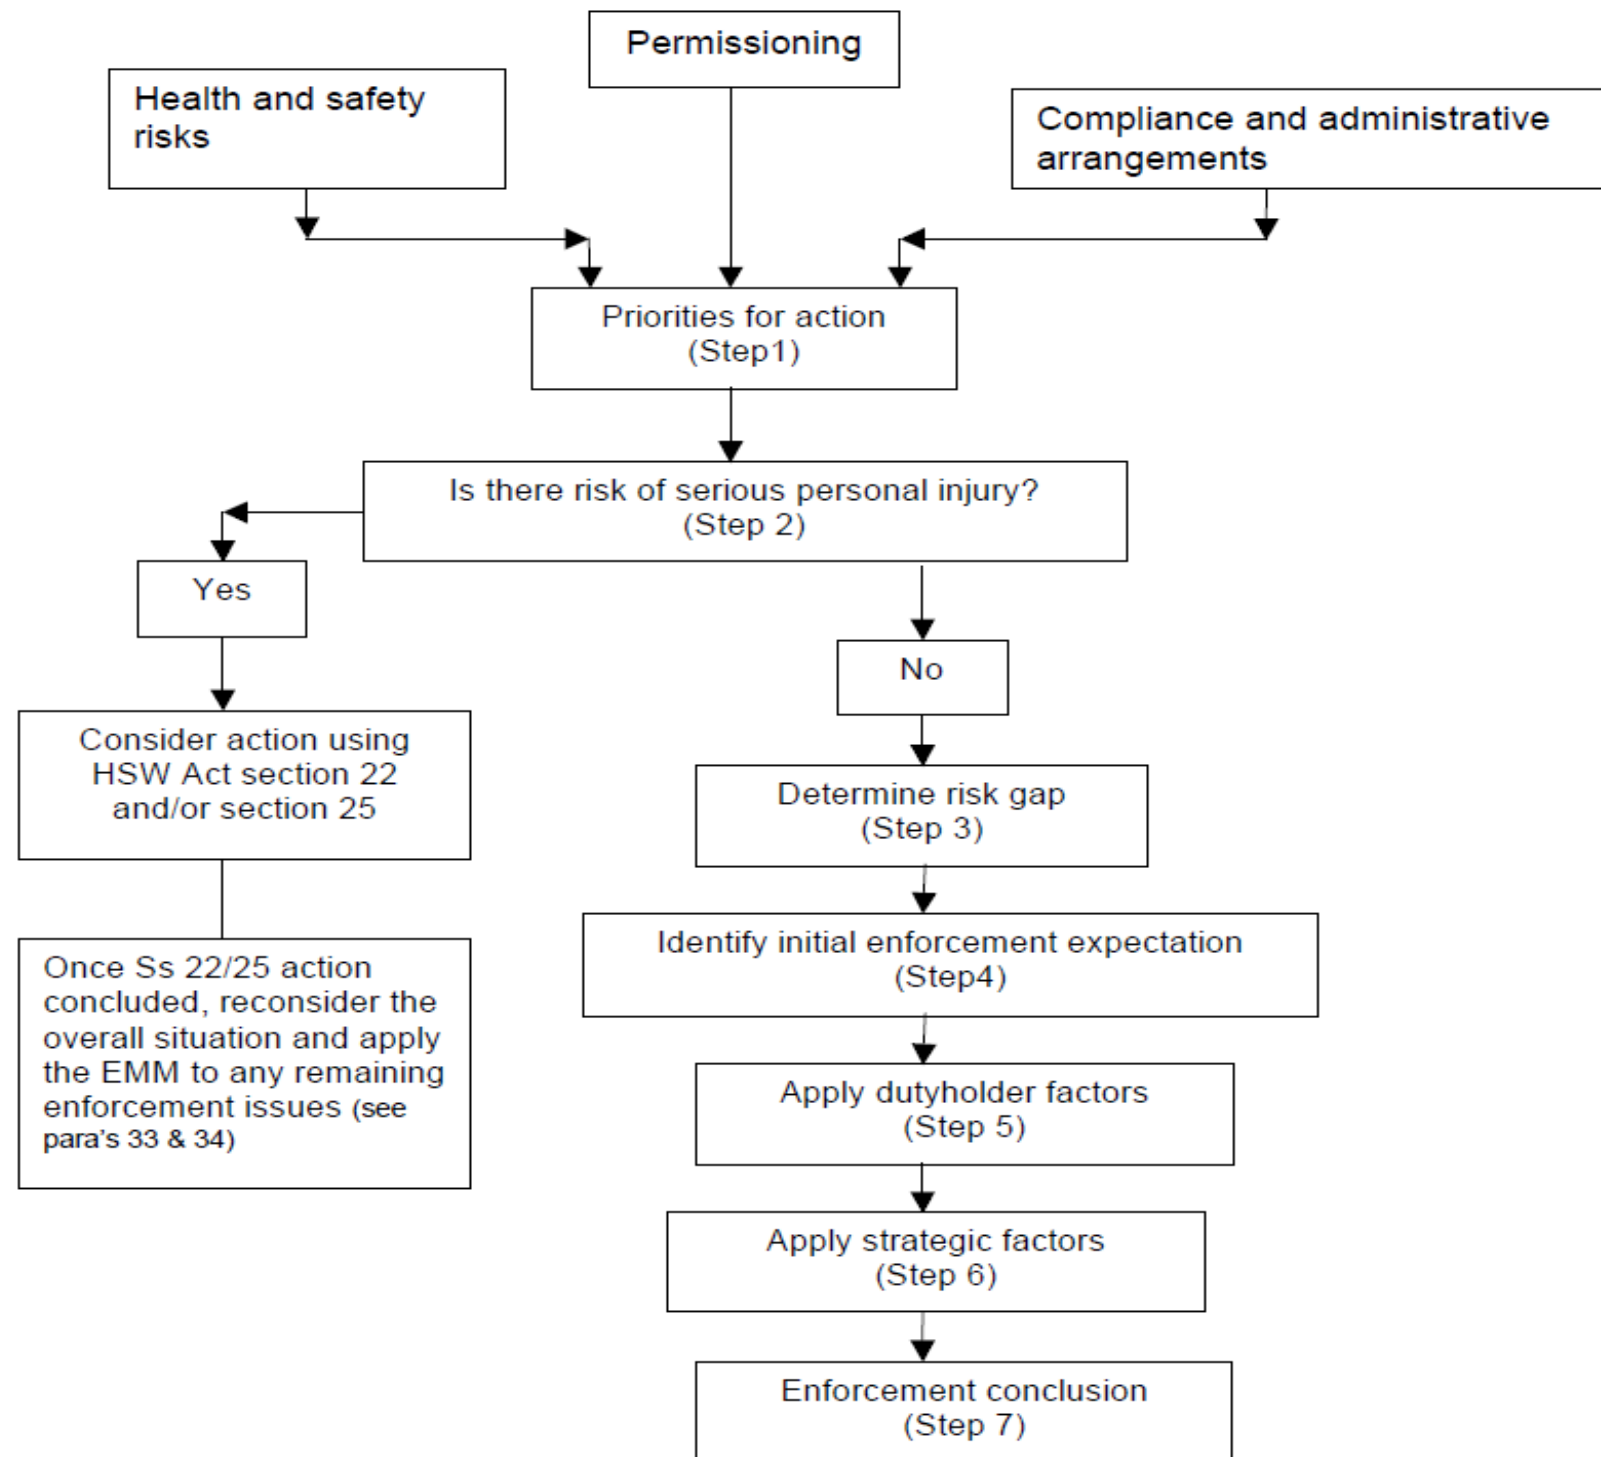 Permissioning
Health and safety
risks
Compliance and administrative
arrangements
Priorities for action
(Step1)
Is there risk of serious personal injury?
(Step 2)
Yes
No
Consider action using
HSW Act section 22
and/or section 25
Determine risk gap
(Step 3)
Identify initial enforcement expectation
(Step4)
Once Ss 22/25 action
concluded, reconsider the
overall situation and apply
the EMM to any remaining
enforcement issues (see
para's 33 & 34)
Apply dutyholder factors
(Step 5)
Apply strategic factors
(Step 6)
Enforcement conclusion
(Step 7)